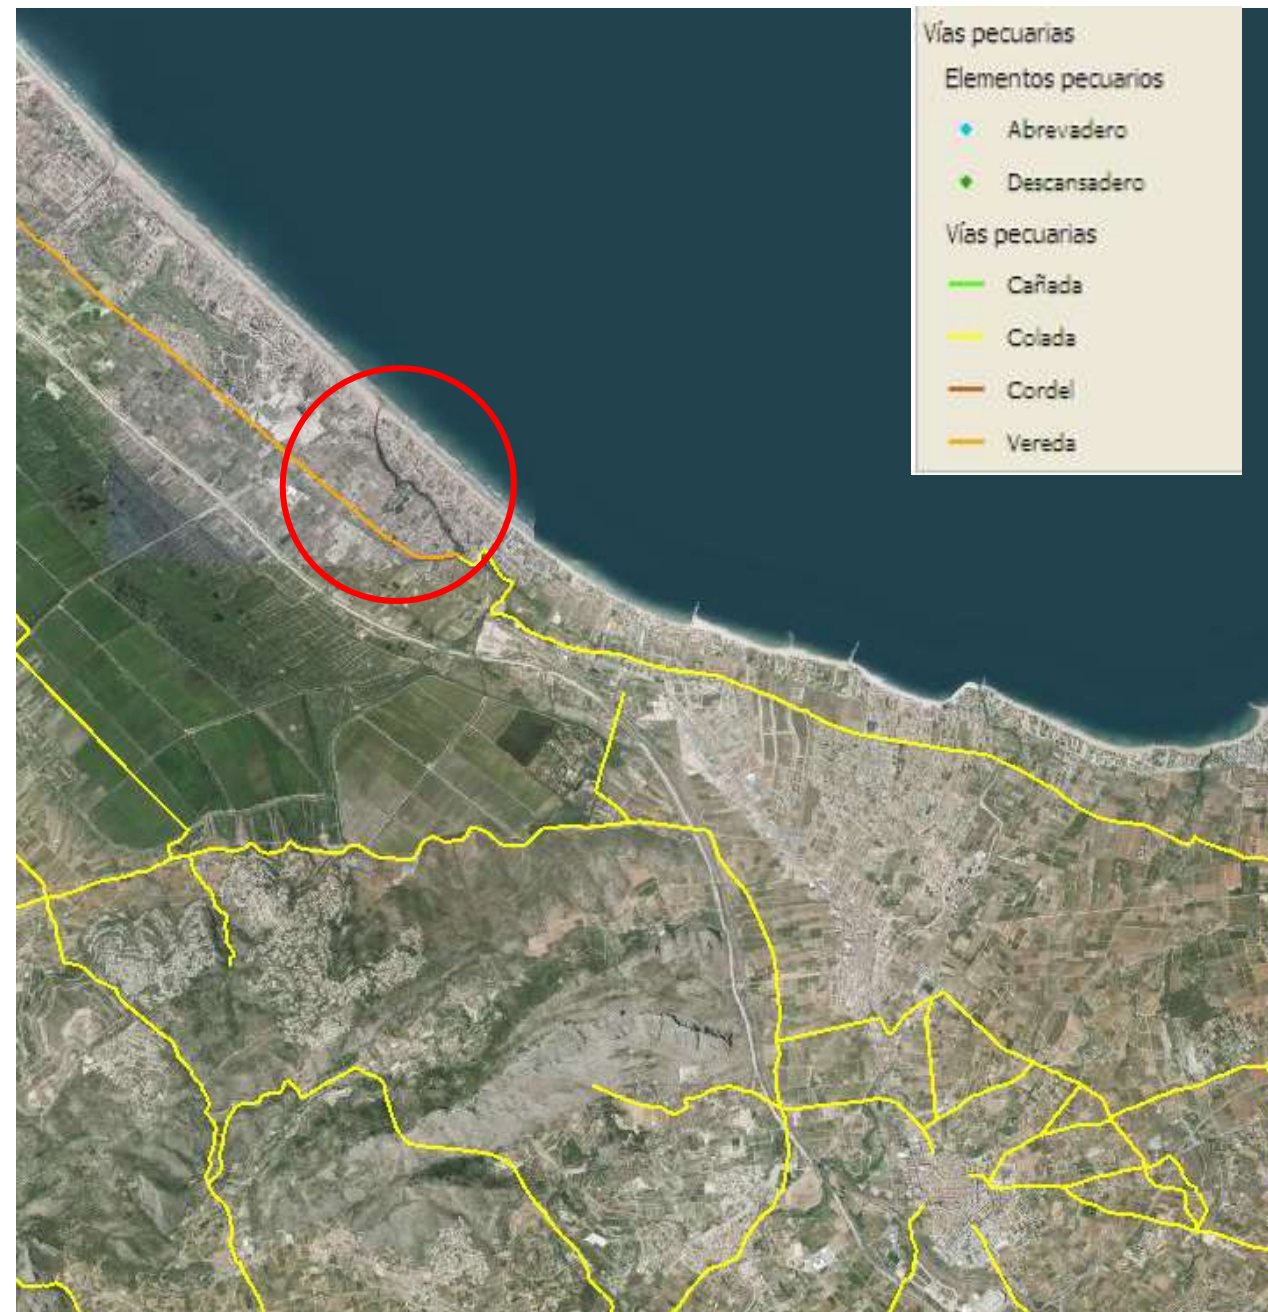 Vías pecuarias
Elementos pecuarios
Abrevadero
Descansadero
Vías pecuarias
Cañada
Colada
Cordel
Vereda